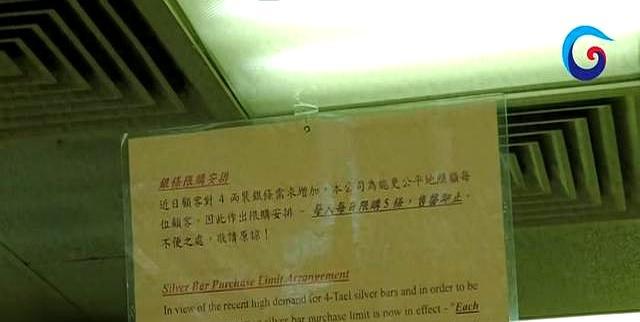 銀條限購安排
近日顧客對 4 兩裝銀條需求增加，本公司為能更公平地照顧每
位顧客，因此作出限購安排 - 每人每日限購 5 條，售罄即止。
不便之處，敬請原諒！
Silver Bar Purchase Limit Arrangement
In view of the recent high demand for 4-Tael silver bars and in order to be
silver bar purchase limit is now in effect - "Each